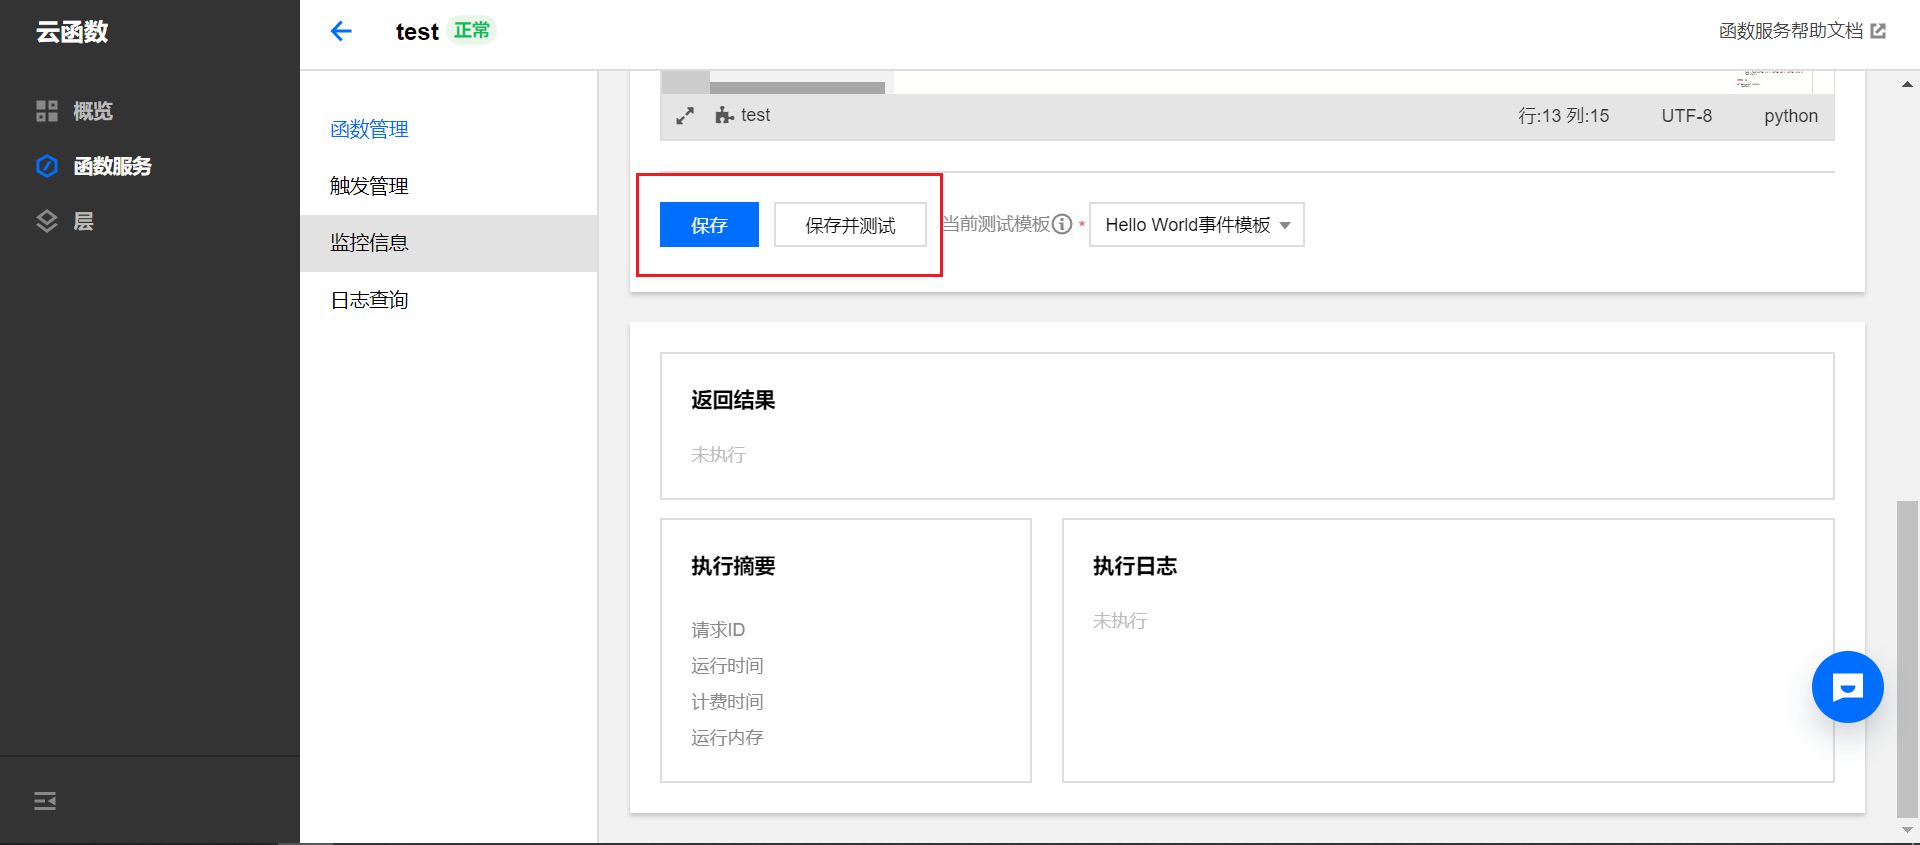 云函数
概览
函数服务
层
test 正常
函数服务帮助文档
函数管理
触发管理
监控信息
日志查询
test
行:13 列:15
UTF-8
python
保存
保存并测试
当前测试模板 *
Hello World事件模板
返回结果
未执行
执行摘要
请求ID
运行时间
计费时间
运行内存
执行日志
未执行